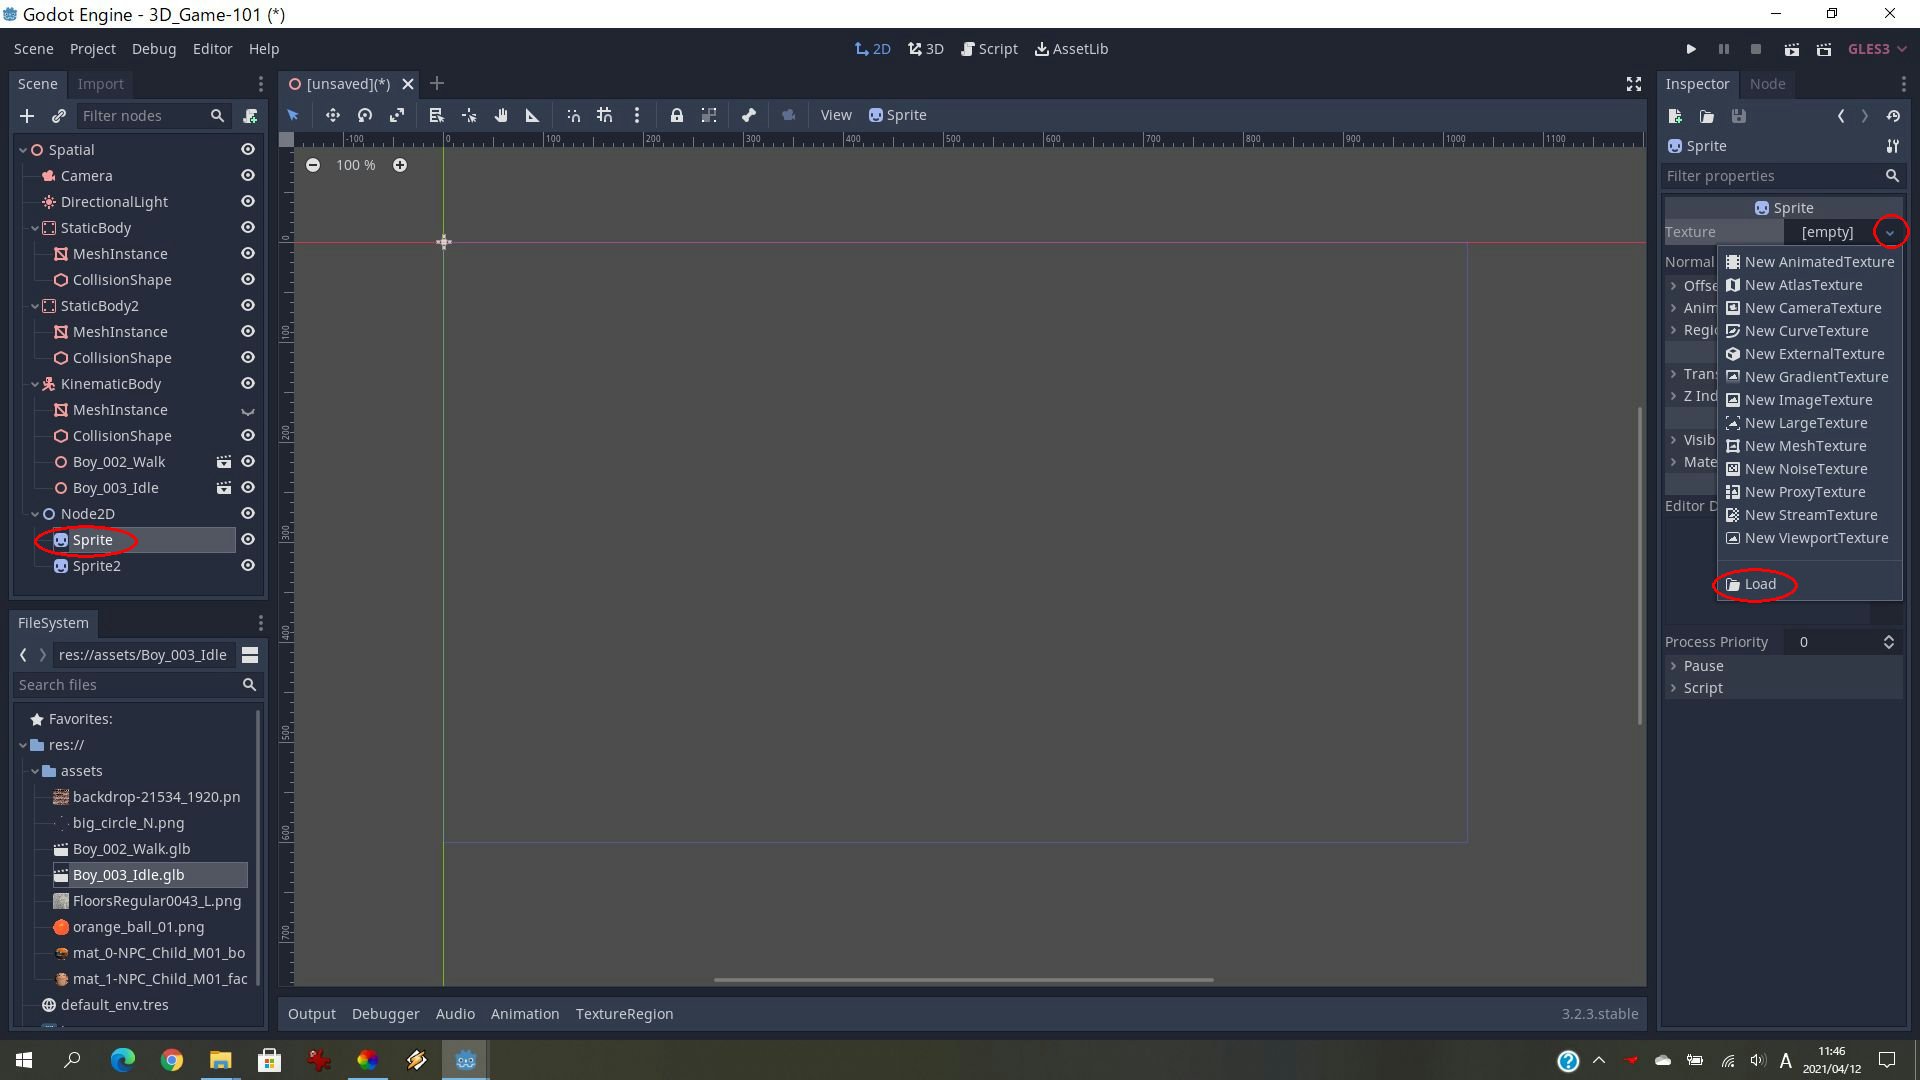 Godot Engine - 3D_Game-101 (*)
Scene Project Debug Editor Help
2D 3D Script AssetLib
GLES3
Scene Import
[unsaved](*)
Inspector Node
Filter nodes
View Sprite
100 %
-100 0 100 200 300 400 500 600 700 800 900 1000 1100
0
100
200
300
400
500
600
700
Spatial
Camera
DirectionalLight
StaticBody
MeshInstance
CollisionShape
StaticBody2
MeshInstance
CollisionShape
KinematicBody
MeshInstance
CollisionShape
Boy_002_Walk
Boy_003_Idle
Node2D
Sprite
Sprite2
FileSystem
res://assets/Boy_003_Idle
Search files
Favorites:
res://
assets
backdrop-21534_1920.pn
big_circle_N.png
Boy_002_Walk.glb
Boy_003_Idle.glb
FloorsRegular0043_L.png
orange_ball_01.png
mat_0-NPC_Child_M01_bo
mat_1-NPC_Child_M01_fac
default_env.tres
Output Debugger Audio Animation TextureRegion
3.2.3.stable
Sprite
Filter properties
Sprite
Texture [empty]
Normal
Offse
Anim
Regio
Trans
Z Ind
Visib
Mate
Editor D
New AnimatedTexture
New AtlasTexture
New CameraTexture
New CurveTexture
New ExternalTexture
New GradientTexture
New ImageTexture
New LargeTexture
New MeshTexture
New NoiseTexture
New ProxyTexture
New StreamTexture
New ViewportTexture
Load
Process Priority 0
Pause
Script
A
11:46
2021/04/12